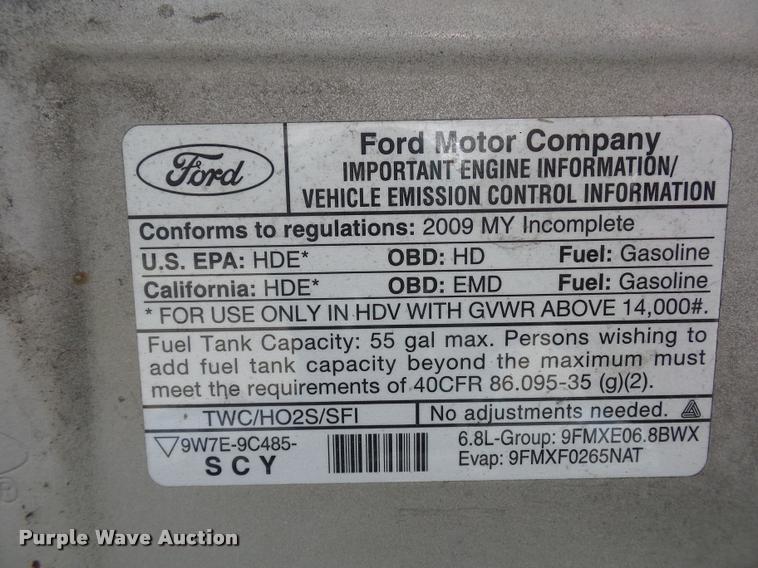 Ford
Ford Motor Company
IMPORTANT ENGINE INFORMATION/
VEHICLE EMISSION CONTROL INFORMATION
Conforms to regulations: 2009 MY Incomplete
U.S. EPA: HDE* OBD: HD Fuel: Gasoline
California: HDE* OBD: EMD Fuel: Gasoline
* FOR USE ONLY IN HDV WITH GVWR ABOVE 14,000#.
Fuel Tank Capacity: 55 gal max. Persons wishing to
add fuel tank capacity beyond the maximum must
meet the requirements of 40CFR 86.095-35 (g)(2).
TWC/HO2S/SFI No adjustments needed.
9W7E-9C485- 6.8L-Group: 9FMXE06.8BWX
SCY Evap: 9FMXF0265NAT
Purple Wave Auction